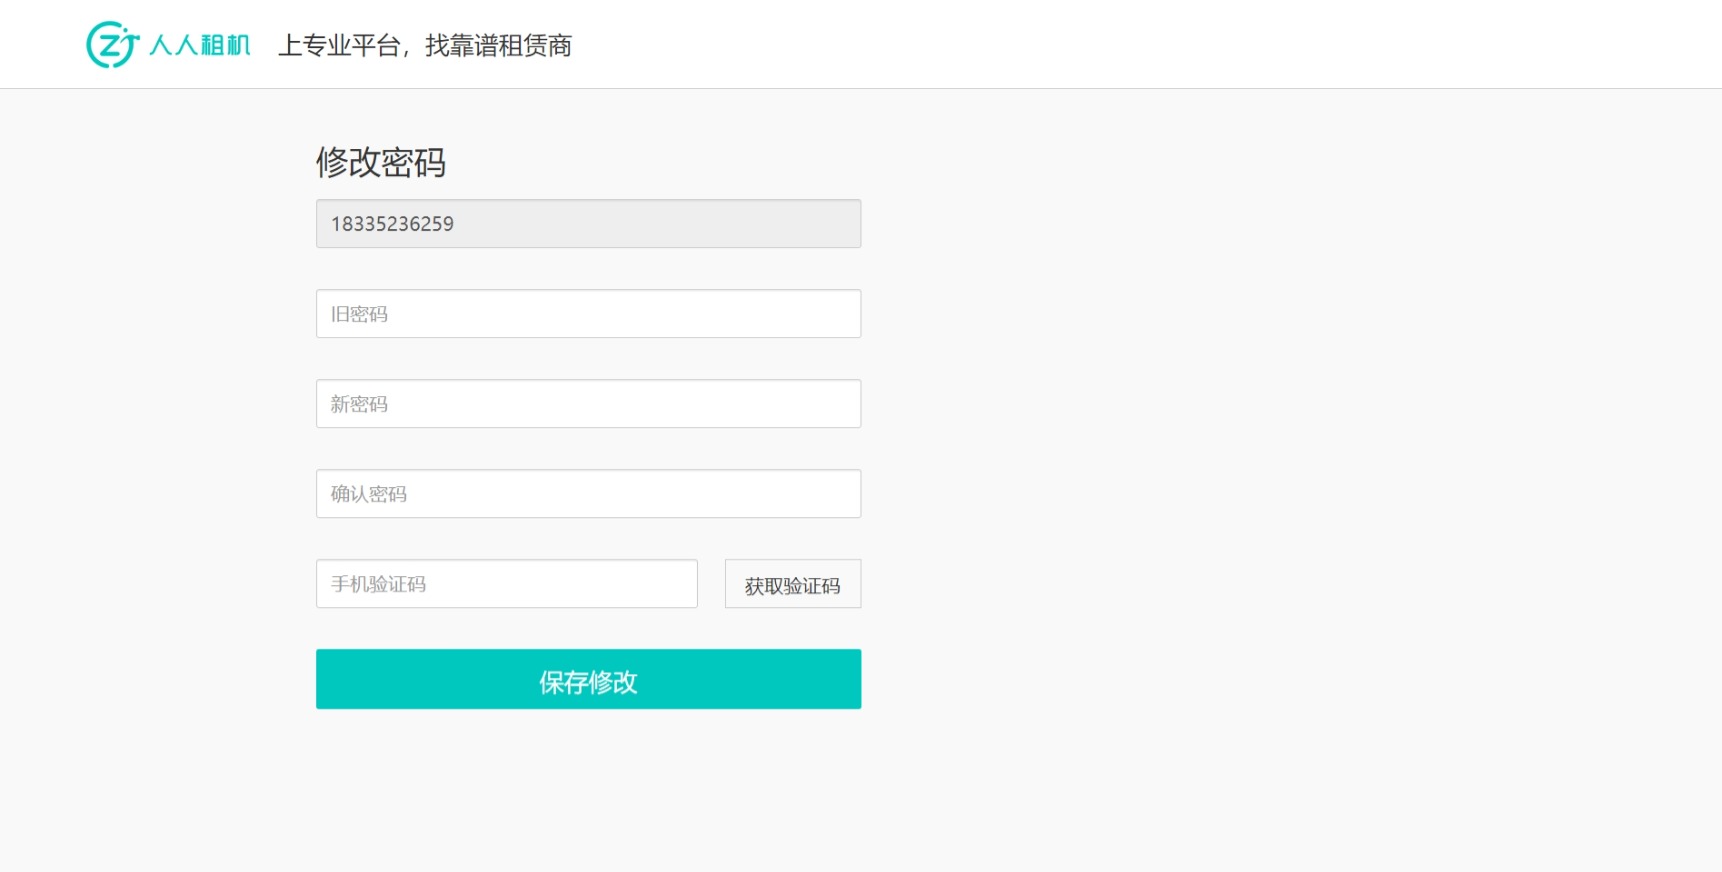 人人租机 上专业平台，找靠谱租赁商
修改密码
18335236259
旧密码
新密码
确认密码
手机验证码 获取验证码
保存修改